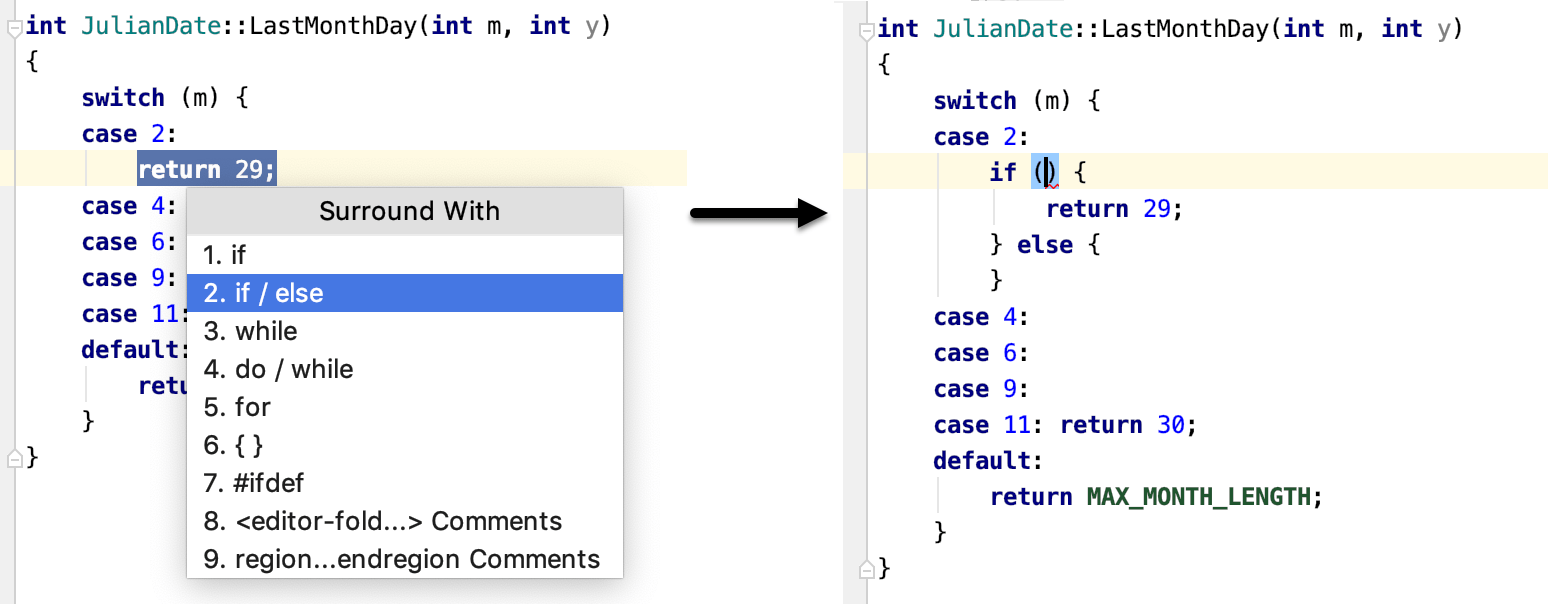 int JulianDate::LastMonthDay(int m, int y)
{
switch (m) {
case 2:
return 29;
case 4:
case 6:
case 9:
case 11:
default:
retu
}
}
Surround With
1. if
2. if / else
3. while
4. do / while
5. for
6. { }
7. #ifdef
8. <editor-fold...> Comments
9. region...endregion Comments
int JulianDate::LastMonthDay(int m, int y)
{
switch (m) {
case 2:
if () {
return 29;
} else {
}
case 4:
case 6:
case 9:
case 11: return 30;
default:
return MAX_MONTH_LENGTH;
}
}